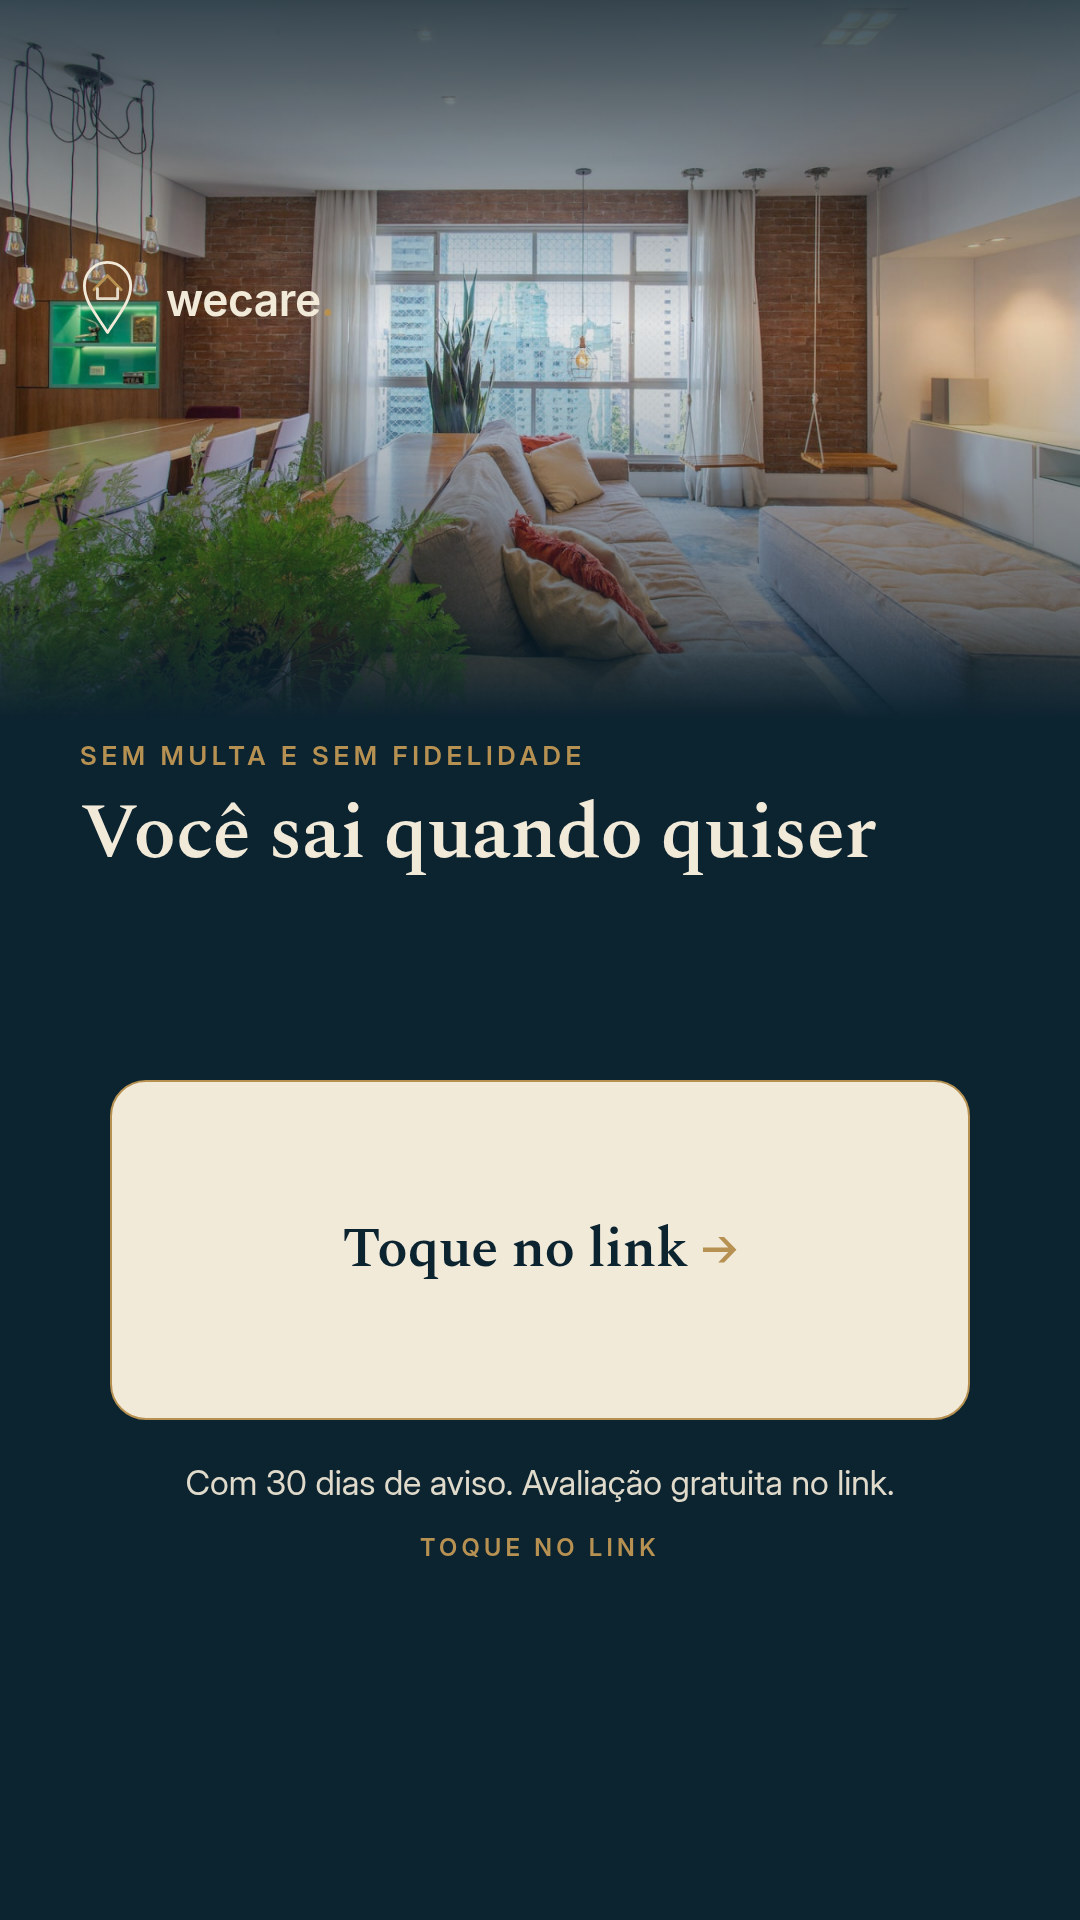 wecare.
SEM MULTA E SEM FIDELIDADE
Você sai quando quiser
Toque no link →
Com 30 dias de aviso. Avaliação gratuita no link.
TOQUE NO LINK